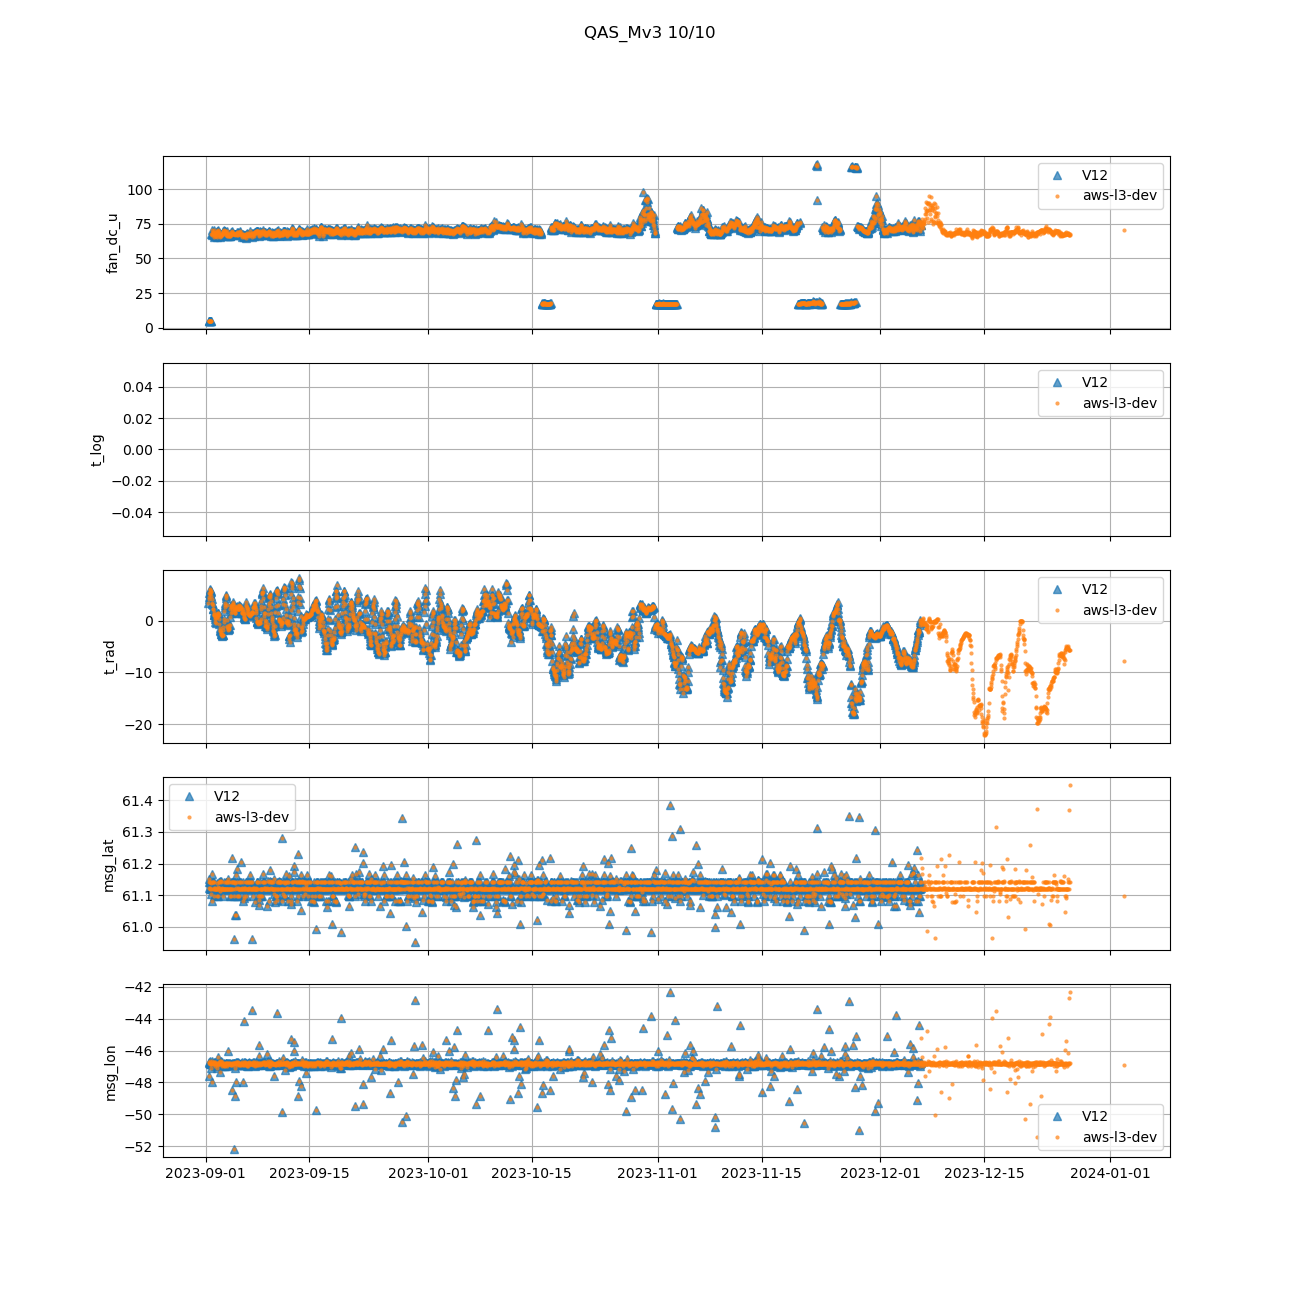 QAS_Mv3 10/10
fan_dc_u
100
75
50
25
0
V12
aws-l3-dev
t_log
0.04
0.02
0.00
−0.02
−0.04
V12
aws-l3-dev
t_rad
0
−10
−20
V12
aws-l3-dev
msg_lat
61.4
61.3
61.2
61.1
61.0
V12
aws-l3-dev
msg_lon
−42
−44
−46
−48
−50
−52
V12
aws-l3-dev
2023-09-01 2023-09-15 2023-10-01 2023-10-15 2023-11-01 2023-11-15 2023-12-01 2023-12-15 2024-01-01